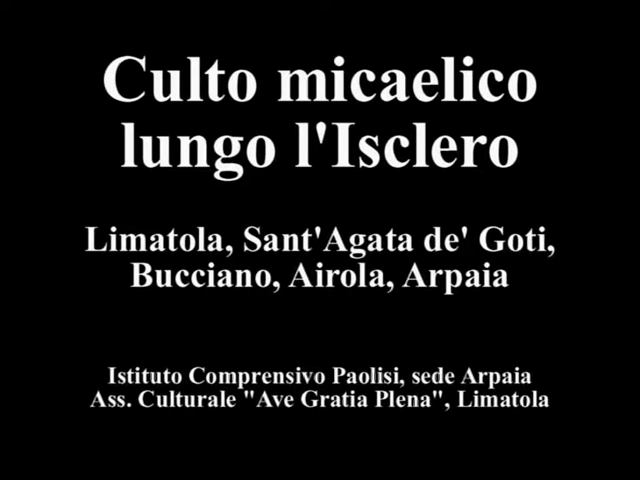 Culto micaelico
lungo l'Isclero
Limatola, Sant'Agata de' Goti,
Bucciano, Airola, Arpaia
Istituto Comprensivo Paolisi, sede Arpaia
Ass. Culturale "Ave Gratia Plena", Limatola